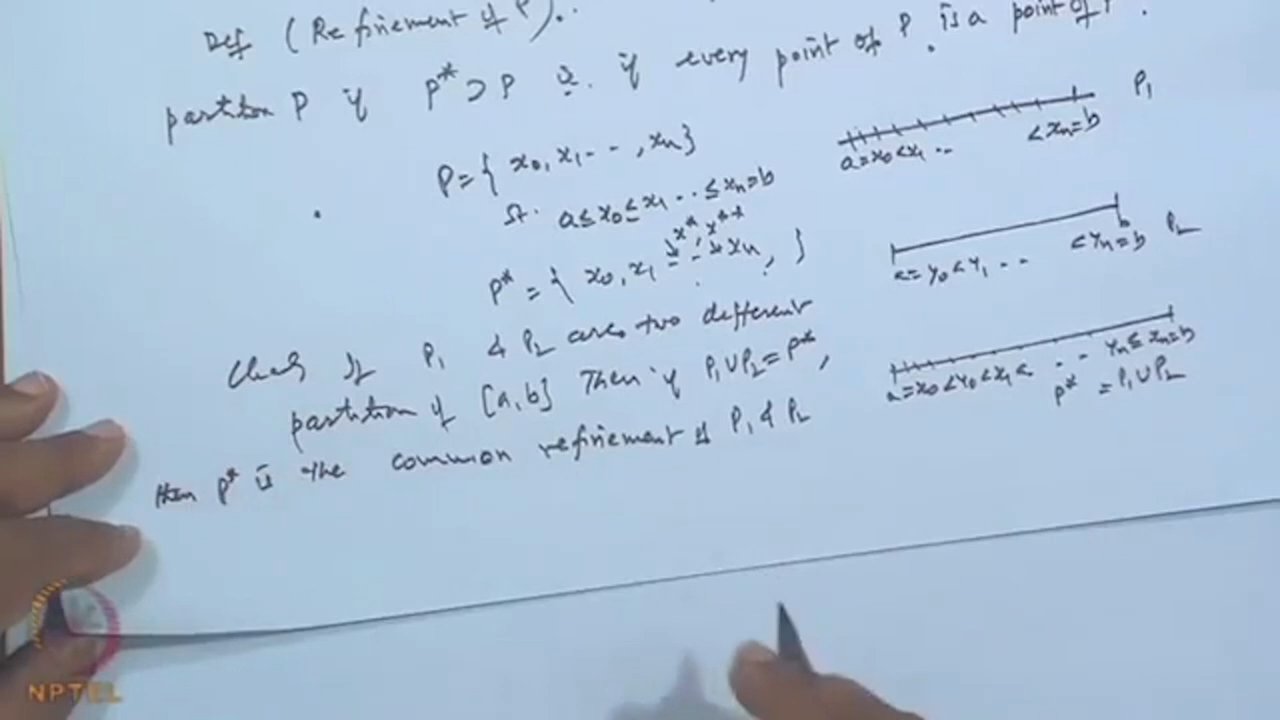 Def (Refinement of P).
partition P if P* ⊃ P i.e. if every point of P is a point of P*.
P = { x0, x1 - - , xn }
St. a ≤ x0 ≤ x1 .. ≤ xn = b
x* , x**
P* = { x0, x1 - - xn, }
P1 & P2 are two different
partition of [a,b] Then if P1 ∪ P2 = P*,
then P* is the common refinement of P1 & P2
P1
a = x0 < x1 .. < xn = b
b
P2
a = y0 < y1 . . < yn = b
a = x0 < y0 < x1 < . . . yn ≤ xn = b
P* = P1 ∪ P2
NPTEL